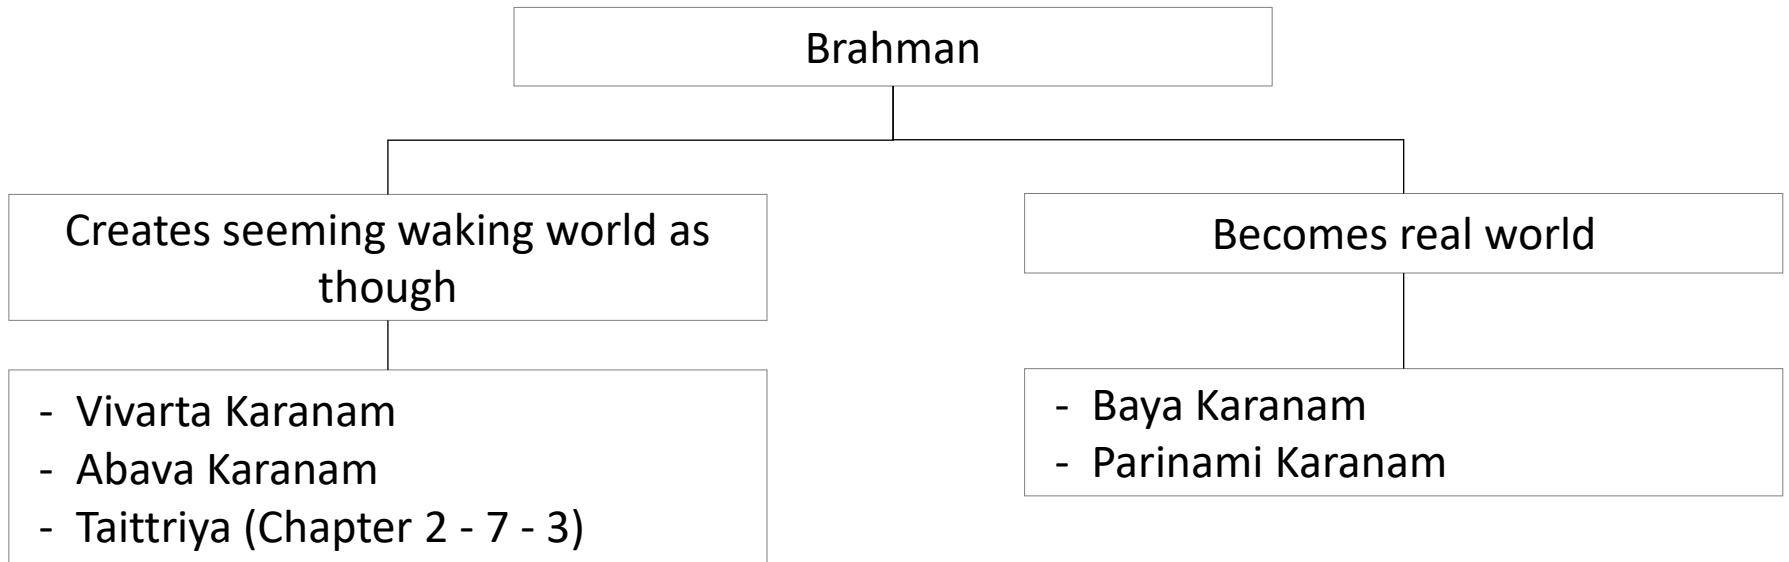 Brahman
Creates seeming waking world as
though
- Vivarta Karanam
- Abava Karanam
- Taittriya (Chapter 2 - 7 - 3)
Becomes real world
- Baya Karanam
- Parinami Karanam